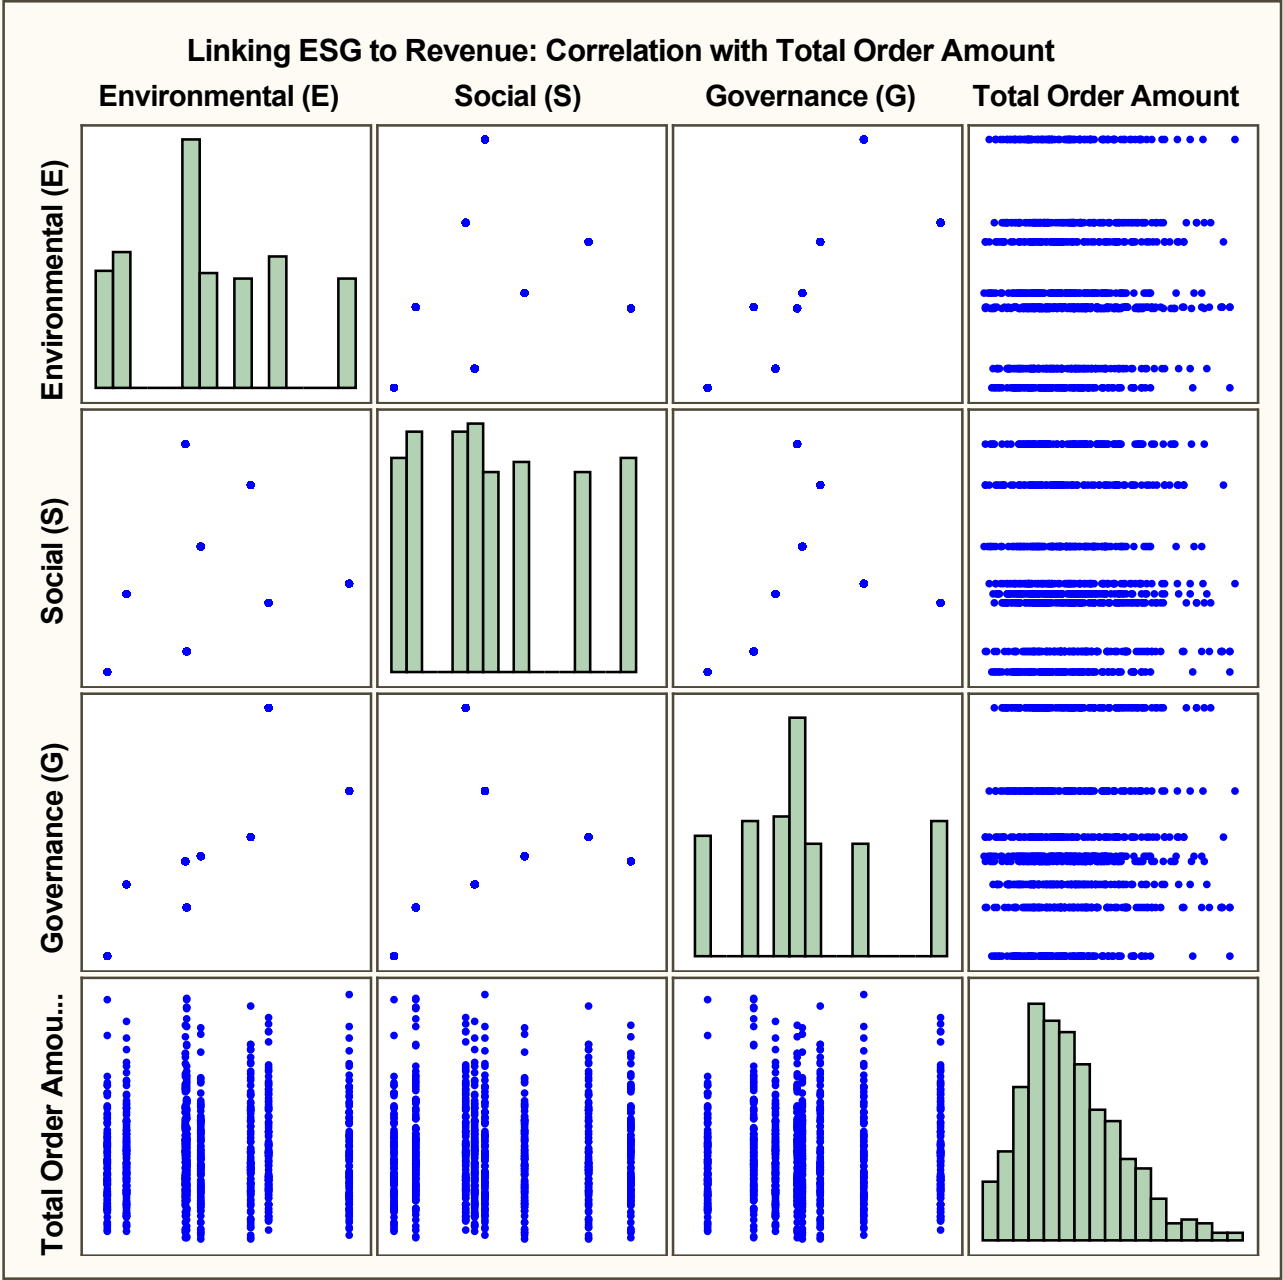 Linking ESG to Revenue: Correlation with Total Order Amount
Environmental (E) Social (S) Governance (G) Total Order Amount
Environmental (E)
Social (S)
Governance (G)
Total Order Amou...